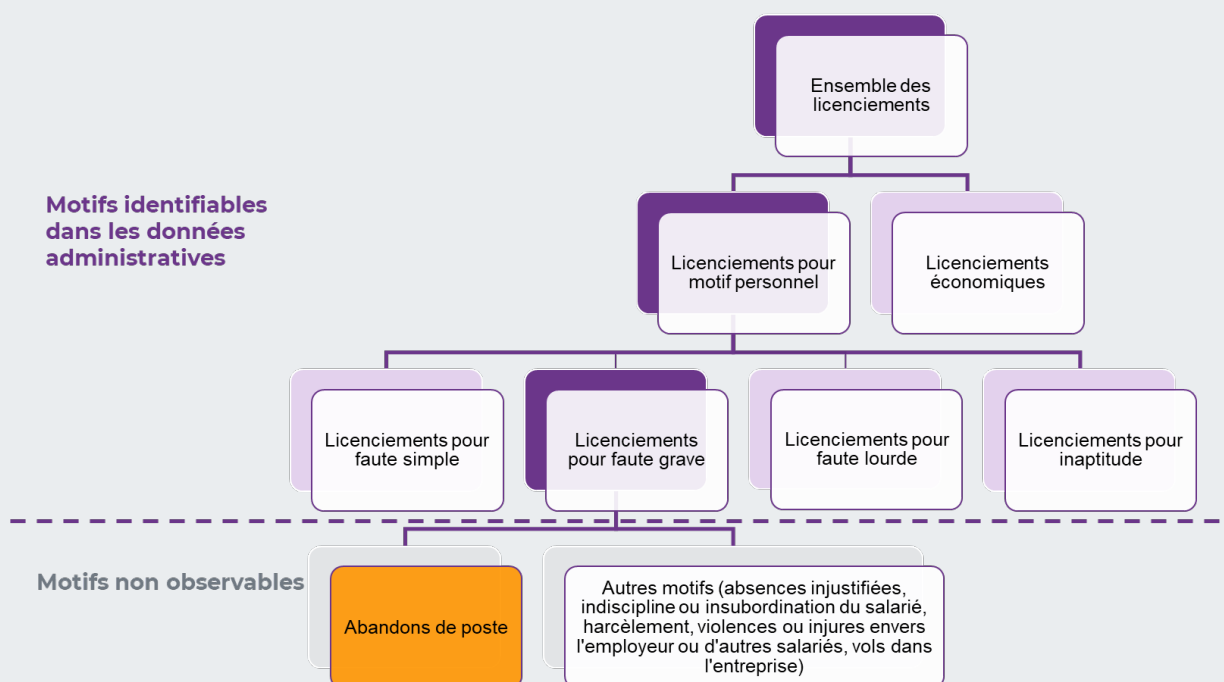 Ensemble des
licenciements
Motifs identifiables
dans les données
administratives
Licenciements pour
motif personnel
Licenciements
économiques
Licenciements pour
faute simple
Licenciements
pour faute grave
Licenciements pour
faute lourde
Licenciements pour
inaptitude
Motifs non observables
Abandons de poste
Autres motifs (absences injustifiées,
indiscipline ou insubordination du salarié,
harcèlement, violences ou injures envers
l'employeur ou d'autres salariés, vols dans
l'entreprise)